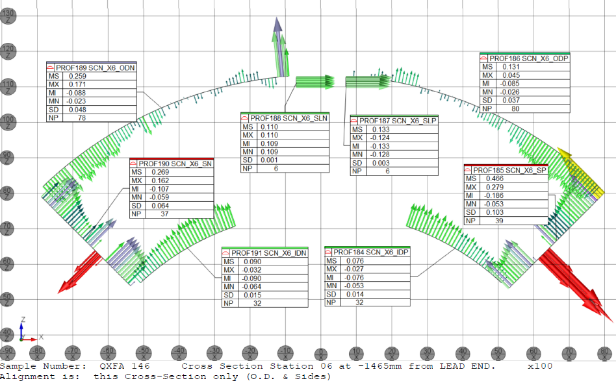 PROF189 SCN_X6_ODN
MS 0.259
MX 0.171
MI -0.088
MN -0.023
SD 0.048
NP 78
PROF186 SCN_X6_ODP
MS 0.131
MX 0.045
MI -0.085
MN -0.026
SD 0.037
NP 80
PROF188 SCN_X6_SLN
MS 0.110
MX 0.110
MI 0.109
MN 0.109
SD 0.001
NP 6
PROF187 SCN_X6_SLP
MS 0.133
MX -0.124
MI -0.133
MN -0.128
SD 0.003
NP 6
PROF190 SCN_X6_SN
MS 0.269
MX 0.162
MI -0.107
MN -0.059
SD 0.064
NP 37
PROF185 SCN_X6_SP
MS 0.466
MX 0.279
MI -0.186
MN -0.053
SD 0.103
NP 39
PROF191 SCN_X6_IDN
MS 0.090
MX -0.032
MI -0.090
MN -0.064
SD 0.015
NP 32
PROF184 SCN_X6_IDP
MS 0.076
MX -0.027
MI -0.076
MN -0.053
SD 0.014
NP 32
Z
X
Sample Number: QXFA 146 Cross Section Station 06 at -1465mm from LEAD END. x100
Alignment is: this Cross-Section only (O.D. & Sides)